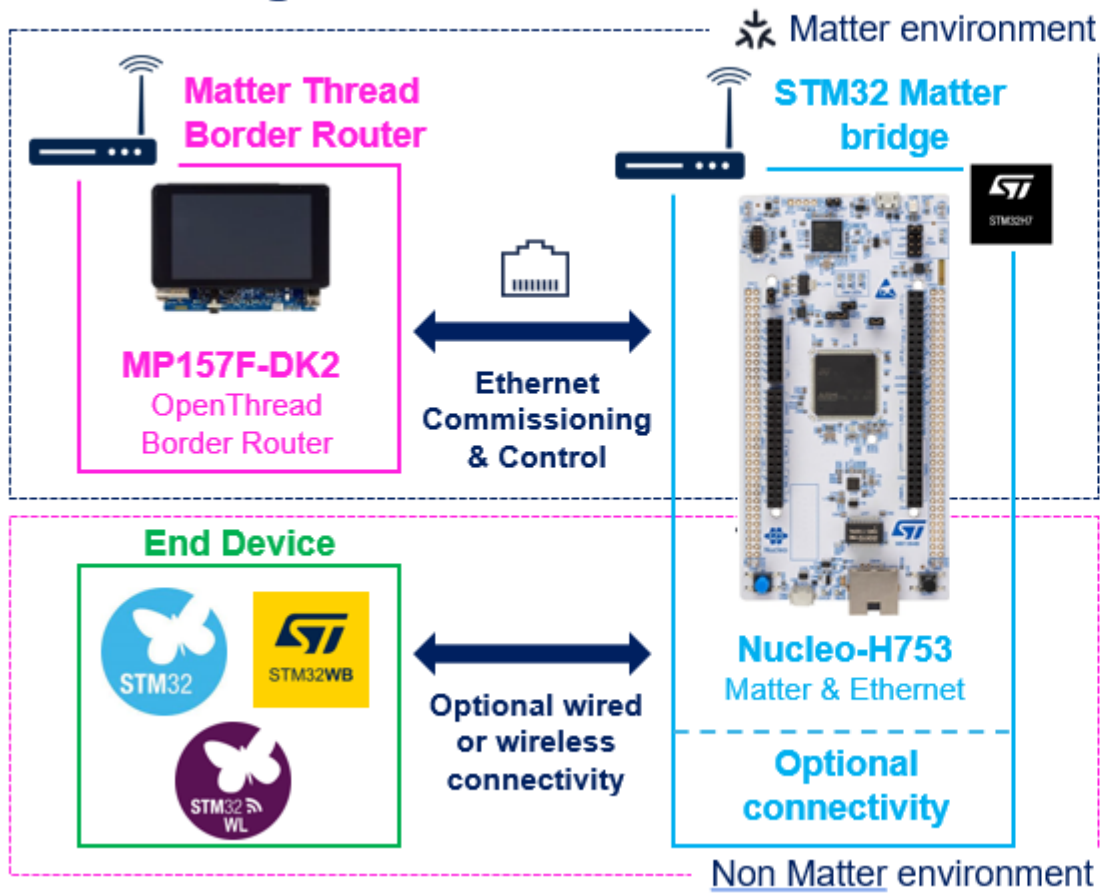 Matter environment
Matter Thread
Border Router
STM32 Matter
bridge
STM32H7
MP157F-DK2
OpenThread
Border Router
Ethernet
Commissioning
& Control
Nucleo
End Device
STM32
STM32WB
STM32
WL
Optional wired
or wireless
connectivity
Nucleo-H753
Matter & Ethernet
Optional
connectivity
Non Matter environment